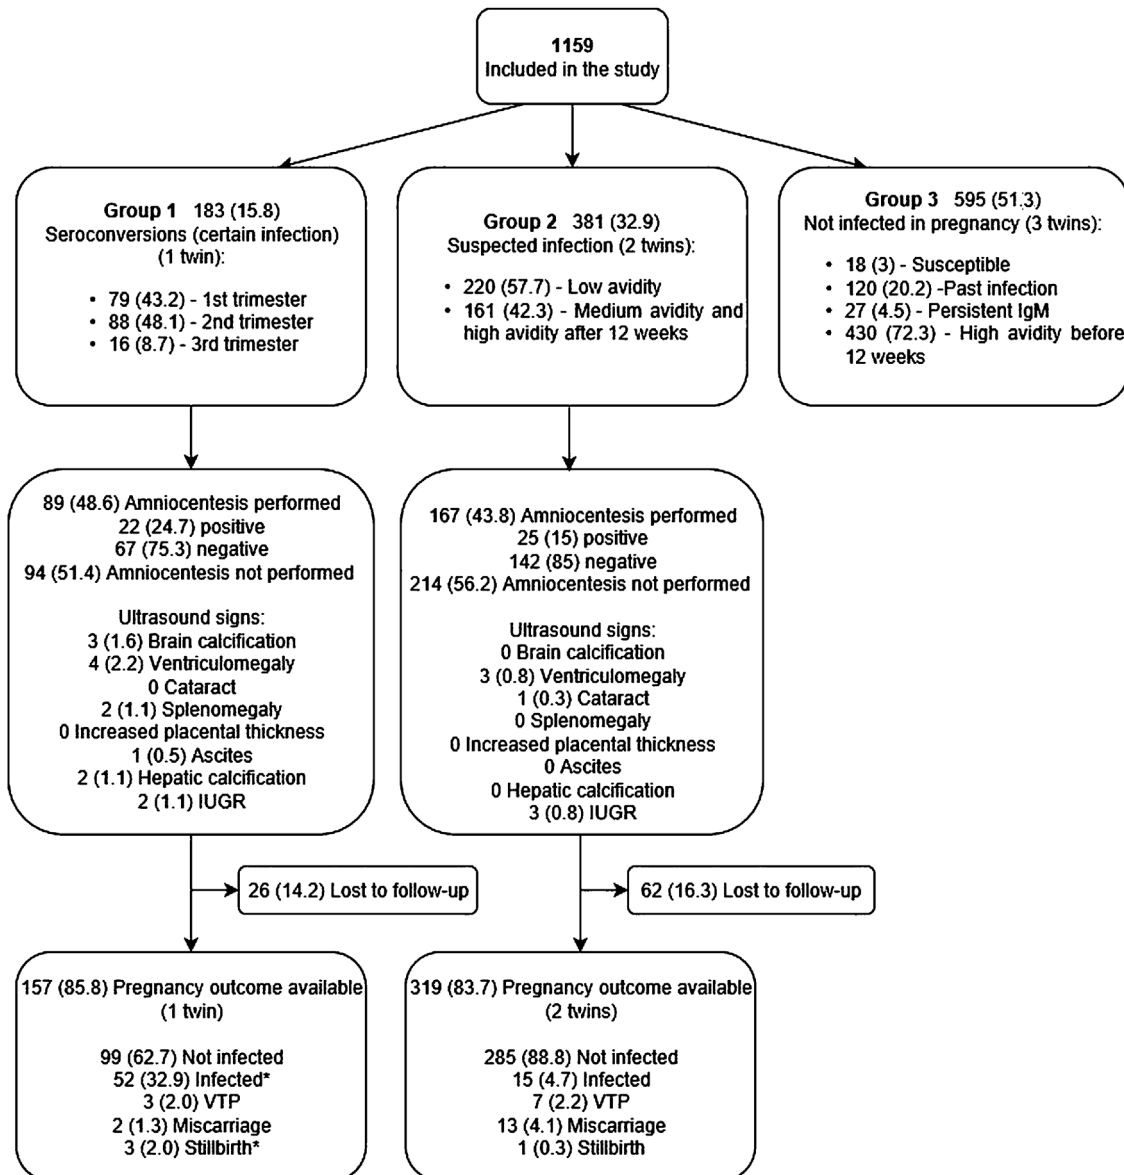 1159
Included in the study
Group 1 183 (15.8)
Seroconversions (certain infection)
(1 twin):
• 79 (43.2) - 1st trimester
• 88 (48.1) - 2nd trimester
• 16 (8.7) - 3rd trimester
Group 2 381 (32.9)
Suspected infection (2 twins):
• 220 (57.7) - Low avidity
• 161 (42.3) - Medium avidity and
high avidity after 12 weeks
Group 3 595 (51.3)
Not infected in pregnancy (3 twins):
• 18 (3) - Susceptible
• 120 (20.2) -Past infection
• 27 (4.5) - Persistent IgM
• 430 (72.3) - High avidity before
12 weeks
89 (48.6) Amniocentesis performed
22 (24.7) positive
67 (75.3) negative
94 (51.4) Amniocentesis not performed
Ultrasound signs:
3 (1.6) Brain calcification
4 (2.2) Ventriculomegaly
0 Cataract
2 (1.1) Splenomegaly
0 Increased placental thickness
1 (0.5) Ascites
2 (1.1) Hepatic calcification
2 (1.1) IUGR
167 (43.8) Amniocentesis performed
25 (15) positive
142 (85) negative
214 (56.2) Amniocentesis not performed
Ultrasound signs:
0 Brain calcification
3 (0.8) Ventriculomegaly
1 (0.3) Cataract
0 Splenomegaly
0 Increased placental thickness
0 Ascites
0 Hepatic calcification
3 (0.8) IUGR
26 (14.2) Lost to follow-up
62 (16.3) Lost to follow-up
157 (85.8) Pregnancy outcome available
(1 twin)
99 (62.7) Not infected
52 (32.9) Infected*
3 (2.0) VTP
2 (1.3) Miscarriage
3 (2.0) Stillbirth*
319 (83.7) Pregnancy outcome available
(2 twins)
285 (88.8) Not infected
15 (4.7) Infected
7 (2.2) VTP
13 (4.1) Miscarriage
1 (0.3) Stillbirth